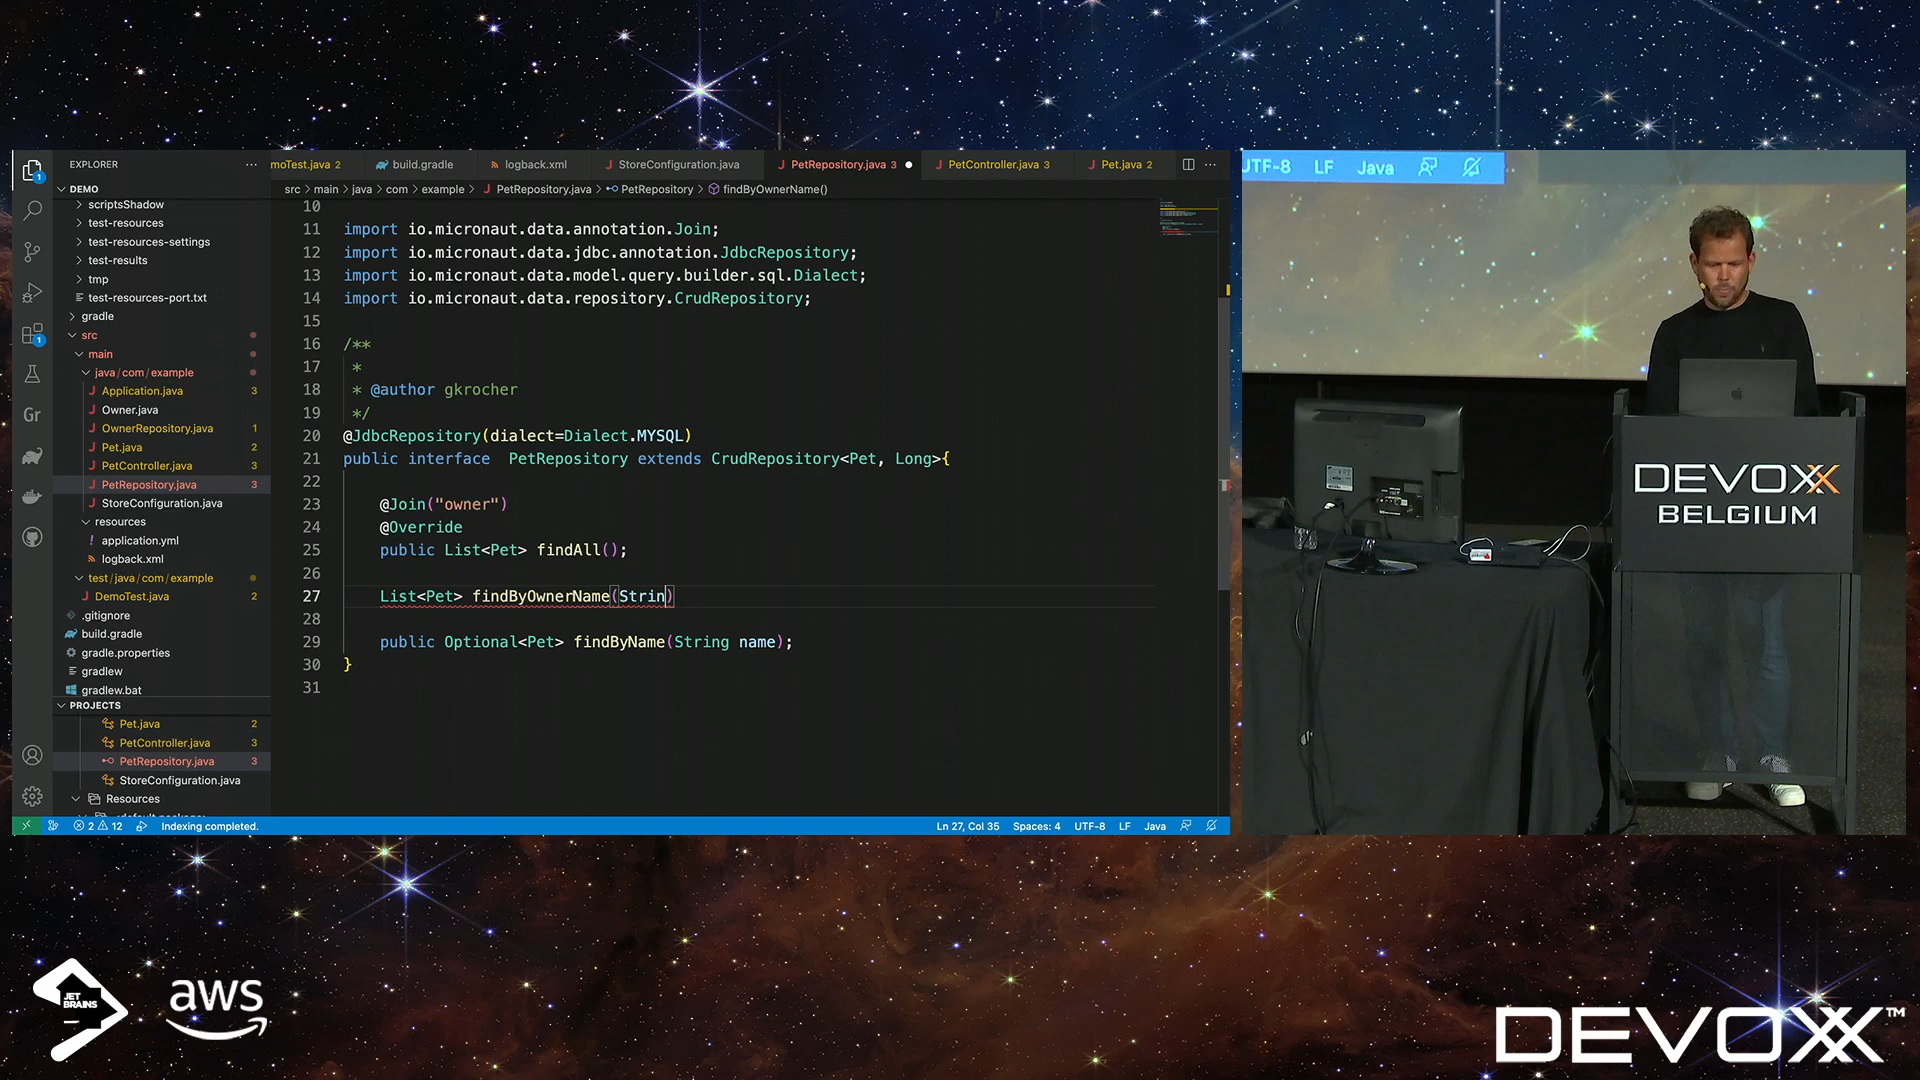 EXPLORER
DEMO
scriptsShadow
test-resources
test-resources-settings
test-results
tmp
test-resources-port.txt
gradle
src
main
java/com/example
Application.java 3
Owner.java
OwnerRepository.java 1
Pet.java 2
PetController.java 3
PetRepository.java 3
StoreConfiguration.java
resources
application.yml
logback.xml
test/java/com/example
DemoTest.java 2
.gitignore
build.gradle
gradle.properties
gradlew
gradlew.bat
PROJECTS
Pet.java 2
PetController.java 3
PetRepository.java 3
StoreConfiguration.java
Resources
1
1
Gr
moTest.java 2 build.gradle logback.xml StoreConfiguration.java PetRepository.java 3 PetController.java 3 Pet.java 2
src > main > java > com > example > PetRepository.java > PetRepository > findByOwnerName()
10
11 import io.micronaut.data.annotation.Join;
12 import io.micronaut.data.jdbc.annotation.JdbcRepository;
13 import io.micronaut.data.model.query.builder.sql.Dialect;
14 import io.micronaut.data.repository.CrudRepository;
15
16 /**
17 *
18 * @author gkrocher
19 */
20 @JdbcRepository(dialect=Dialect.MYSQL)
21 public interface  PetRepository extends CrudRepository<Pet, Long>{
22
23 @Join("owner")
24 @Override
25 public List<Pet> findAll();
26
27 List<Pet> findByOwnerName(Strin)
28
29 public Optional<Pet> findByName(String name);
30 }
31
2 12 Indexing completed. Ln 27, Col 35 Spaces: 4 UTF-8 LF Java
UTF-8 LF Java
DEVOXX
BELGIUM
JET
BRAINS
aws
DEVOXX™